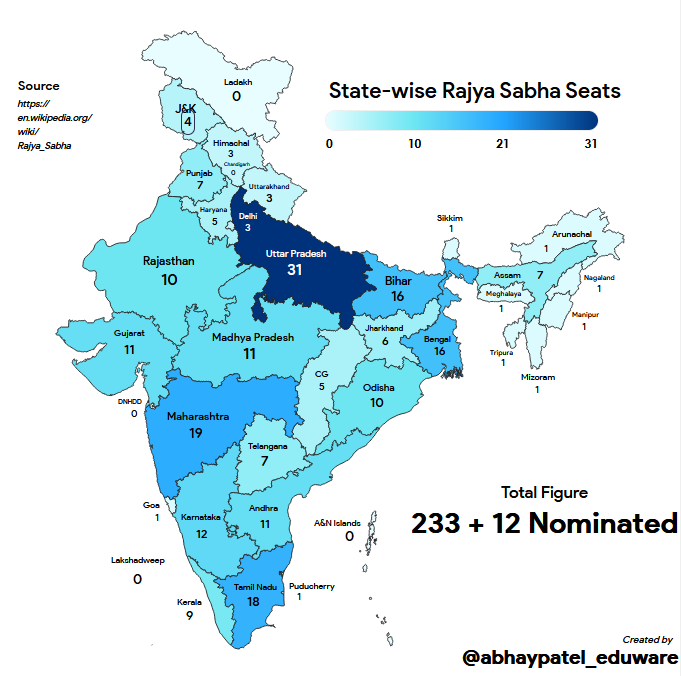 State-wise Rajya Sabha Seats
0 10 21 31
Source
https://
en.wikipedia.org/
wiki/
Rajya_Sabha
Ladakh
0
J&K
4
Himachal
3
Chandigarh
0
Punjab
7
Uttarakhand
3
Haryana
5
Delhi
3
Uttar Pradesh
31
Rajasthan
10
Sikkim
1
Arunachal
1
Assam
7
Nagaland
1
Meghalaya
1
Manipur
1
Tripura
1
Mizoram
1
Bihar
16
Jharkhand
6
Bengal
16
Gujarat
11
Madhya Pradesh
11
CG
5
Odisha
10
DNHDD
0
Maharashtra
19
Telangana
7
Goa
1
Karnataka
12
Andhra
11
A&N Islands
0
Lakshadweep
0
Kerala
9
Tamil Nadu
18
Puducherry
1
Total Figure
233 + 12 Nominated
Created by
@abhaypatel_eduware